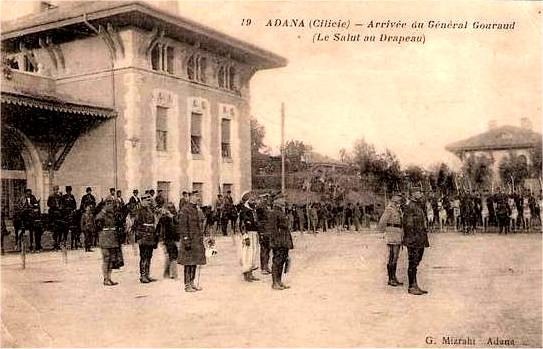 19 ADANA (Cilicie) - Arrivée du Général Gouraud
(Le Salut au Drapeau)
G. Mizrahi Adana